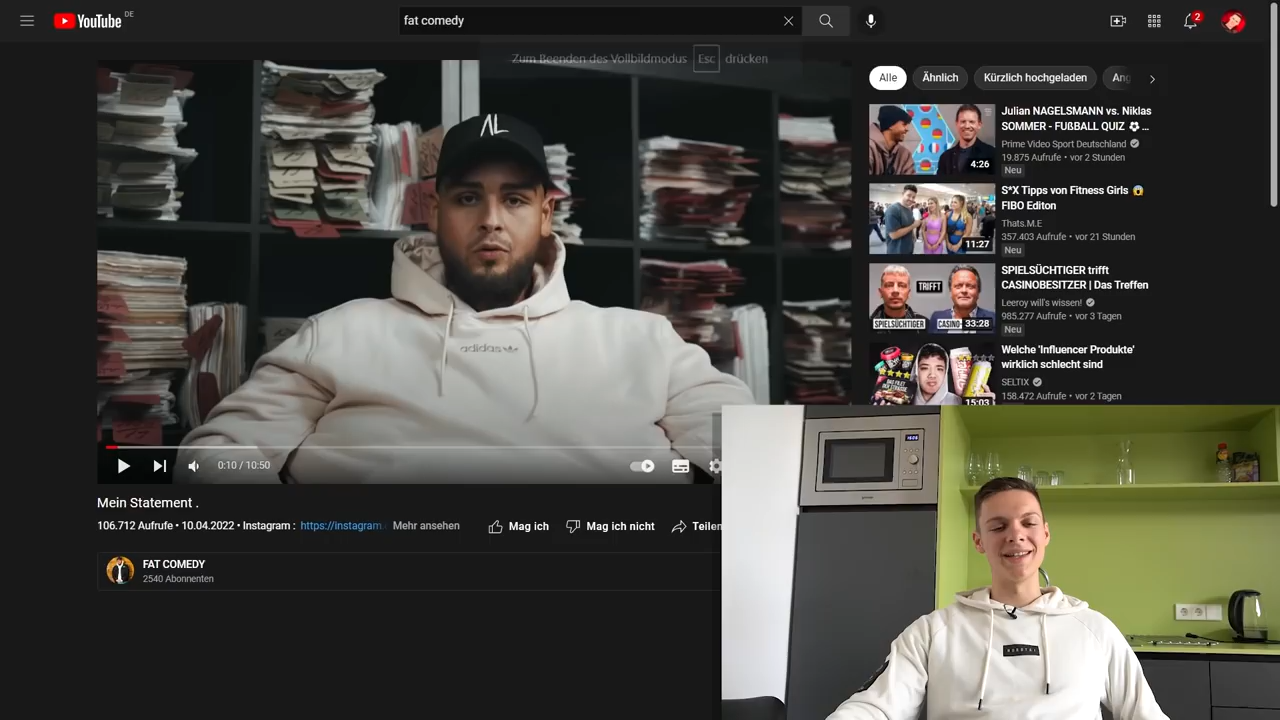 YouTube DE
fat comedy
2
Zum Beenden des Vollbildmodus Esc drücken
AL
adidas
0:10 / 10:50
Mein Statement .
106.712 Aufrufe • 10.04.2022 • Instagram : https://instagram. Mehr ansehen
Mag ich
Mag ich nicht
Teilen
FAT COMEDY
2540 Abonnenten
Alle
Ähnlich
Kürzlich hochgeladen
Ang
4:26
Julian NAGELSMANN vs. Niklas
SOMMER - FUẞBALL QUIZ ⚽ ...
Prime Video Sport Deutschland
19.875 Aufrufe • vor 2 Stunden
Neu
11:27
S*X Tipps von Fitness Girls 😱
FIBO Editon
Thats.M.E
357.403 Aufrufe • vor 21 Stunden
Neu
TRIFFT
SPIELSÜCHTIGER
CASINO-
33:28
SPIELSÜCHTIGER trifft
CASINOBESITZER | Das Treffen
Leeroy will's wissen!
985.277 Aufrufe • vor 3 Tagen
Neu
15:03
Welche 'Influencer Produkte'
wirklich schlecht sind
SELTIX
158.472 Aufrufe • vor 2 Tagen